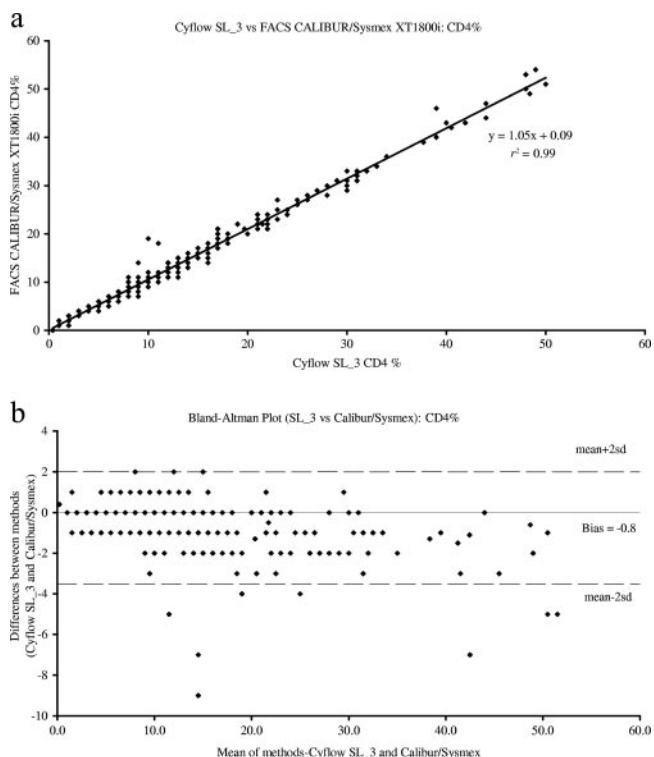 a
Cyflow SL_3 vs FACS CALIBUR/Sysmex XT1800i: CD4%
FACS CALIBUR/Sysmex XT1800i CD4%
60
50
40
30
20
10
0
y = 1.05x + 0.09
r² = 0.99
0 10 20 30 40 50 60
Cyflow SL_3 CD4 %
b
Bland-Altman Plot (SL_3 vs Calibur/Sysmex): CD4%
Differences between methods
(Cyflow SL_3 and Calibur/Sysmex)
4
2
0
-2
-4
-6
-8
-10
mean+2sd
Bias = -0.8
mean-2sd
0.0 10.0 20.0 30.0 40.0 50.0 60.0
Mean of methods-Cyflow SL_3 and Calibur/Sysmex